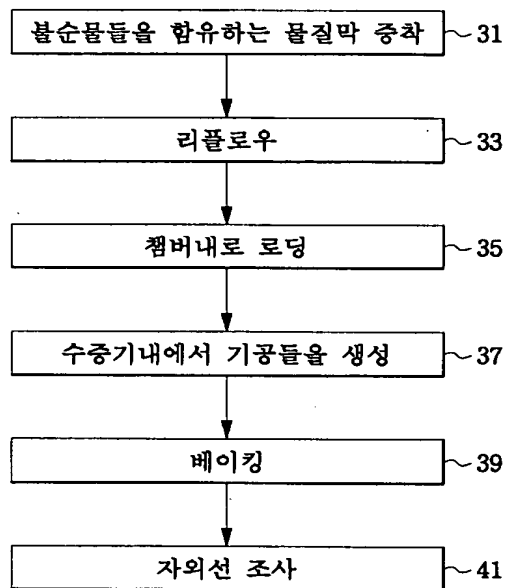 불순물들을 함유하는 물질막 증착 31
리플로우 33
챔버내로 로딩 35
수증기내에서 기공들을 생성 37
베이킹 39
자외선 조사 41